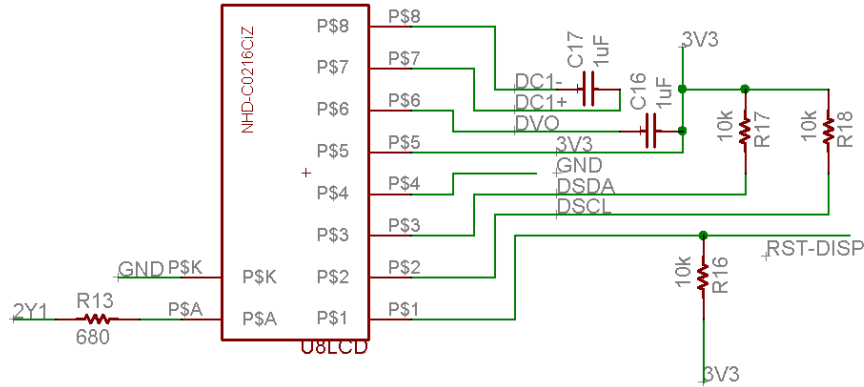 P$8
P$8
NHD-C0216CiZ
P$7
P$7
P$6
P$6
P$5
P$5
P$4
P$4
P$3
P$3
P$2
P$2
P$1
P$1
DC1-
DC1+
DVO
3V3
GND
DSDA
DSCL
C17
1uF
C16
1uF
3V3
10k
R17
10k
R18
RST-DISP
10k
R16
3V3
GND
P$K
P$K
2Y1
R13
680
P$A
P$A
U8LCD